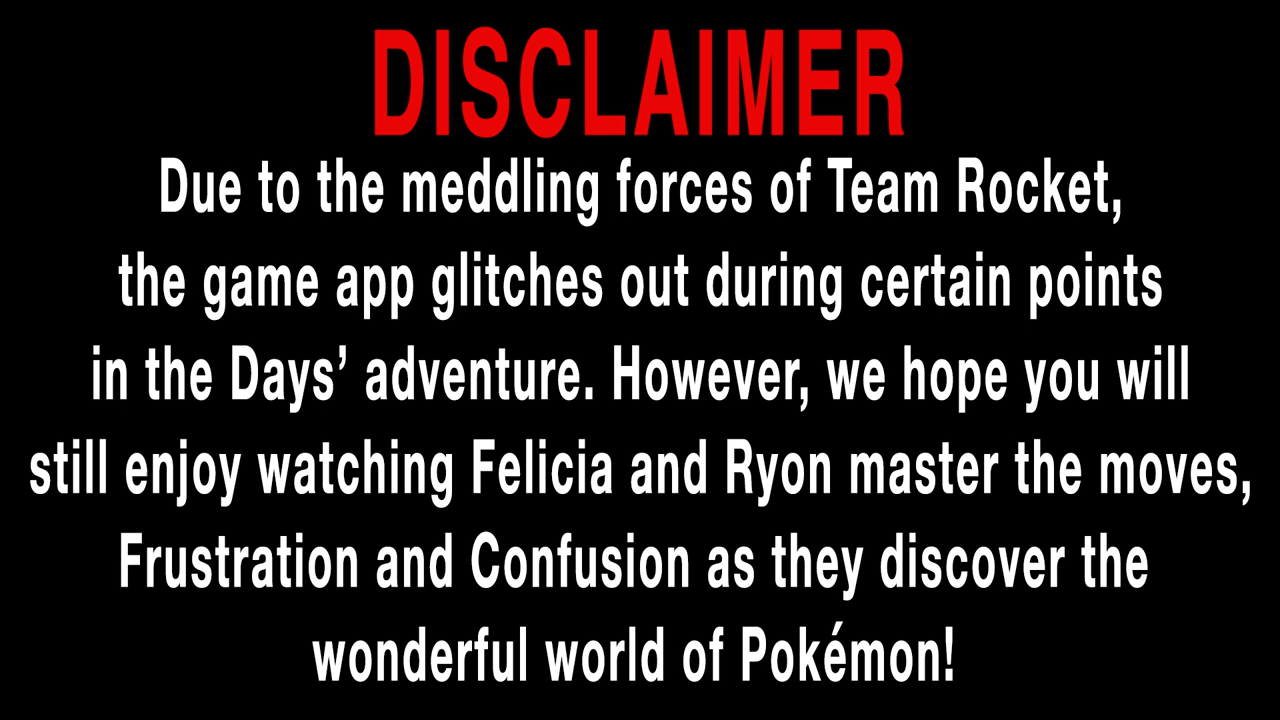 DISCLAIMER
Due to the meddling forces of Team Rocket,
the game app glitches out during certain points
in the Days’ adventure. However, we hope you will
still enjoy watching Felicia and Ryon master the moves,
Frustration and Confusion as they discover the
wonderful world of Pokémon!